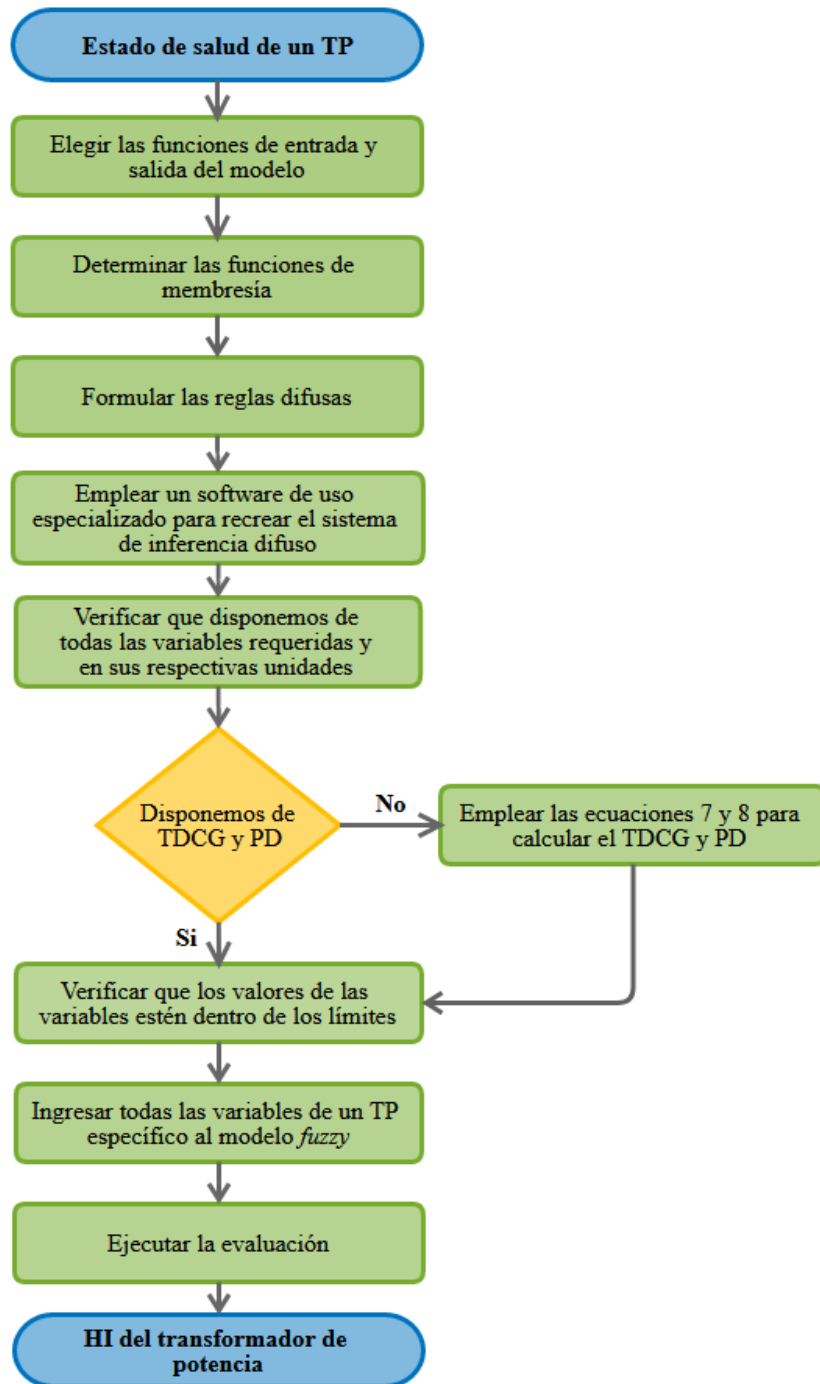 Estado de salud de un TP
Elegir las funciones de entrada y
salida del modelo
Determinar las funciones de
membresía
Formular las reglas difusas
Emplear un software de uso
especializado para recrear el sistema
de inferencia difuso
Verificar que disponemos de
todas las variables requeridas y
en sus respectivas unidades
Disponemos de
TDCG y PD
No
Emplear las ecuaciones 7 y 8 para
calcular el TDCG y PD
Si
Verificar que los valores de las
variables estén dentro de los límites
Ingresar todas las variables de un TP
específico al modelo fuzzy
Ejecutar la evaluación
HI del transformador de
potencia